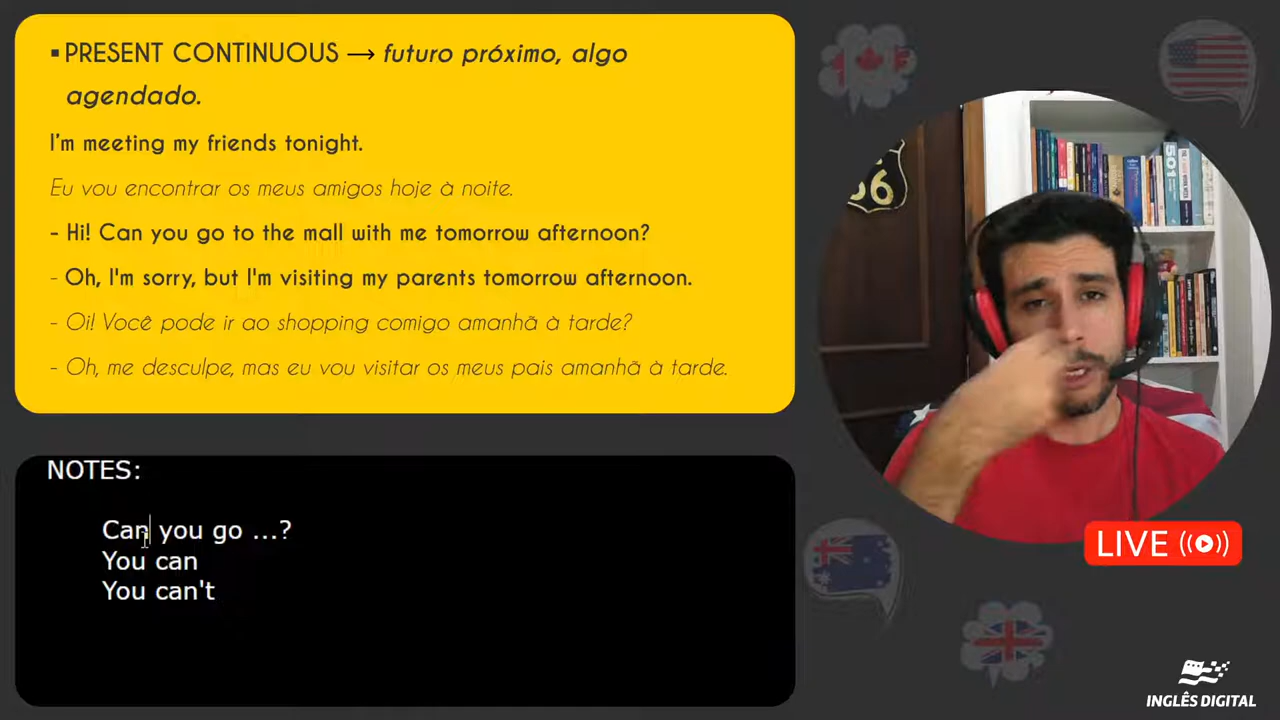 ▪PRESENT CONTINUOUS → futuro próximo, algo
agendado.
I'm meeting my friends tonight.
Eu vou encontrar os meus amigos hoje à noite.
- Hi! Can you go to the mall with me tomorrow afternoon?
- Oh, I'm sorry, but I'm visiting my parents tomorrow afternoon.
- Oi! Você pode ir ao shopping comigo amanhã à tarde?
- Oh, me desculpe, mas eu vou visitar os meus pais amanhã à tarde.
NOTES:
Can you go ...?
You can
You can't
66
501
LIVE
INGLÊS DIGITAL